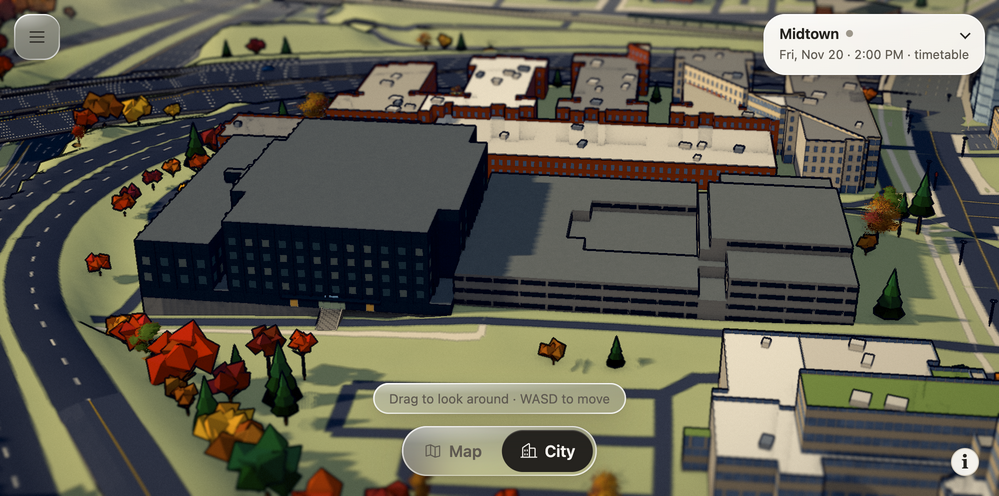 Midtown
Fri, Nov 20 · 2:00 PM · timetable
Drag to look around · WASD to move
Map
City
i